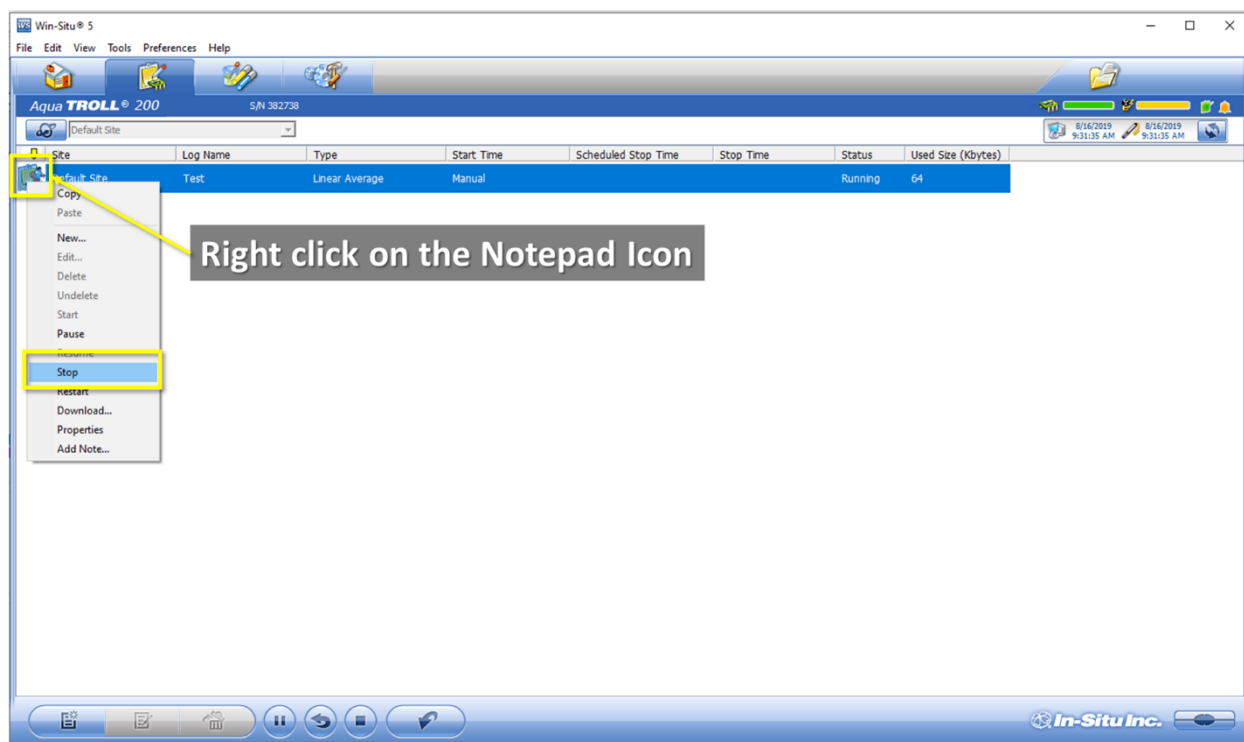 Win-Situ® 5
File Edit View Tools Preferences Help
Aqua TROLL® 200 S/N 382738
Default Site
8/16/2019 9:31:35 AM 8/16/2019 9:31:35 AM
Site Log Name Type Start Time Scheduled Stop Time Stop Time Status Used Size (Kbytes)
Default Site Test Linear Average Manual Running 64
Copy
Paste
New...
Edit...
Delete
Undelete
Start
Pause
Resume
Stop
Restart
Download...
Properties
Add Note...
Right click on the Notepad Icon
In-Situ Inc.